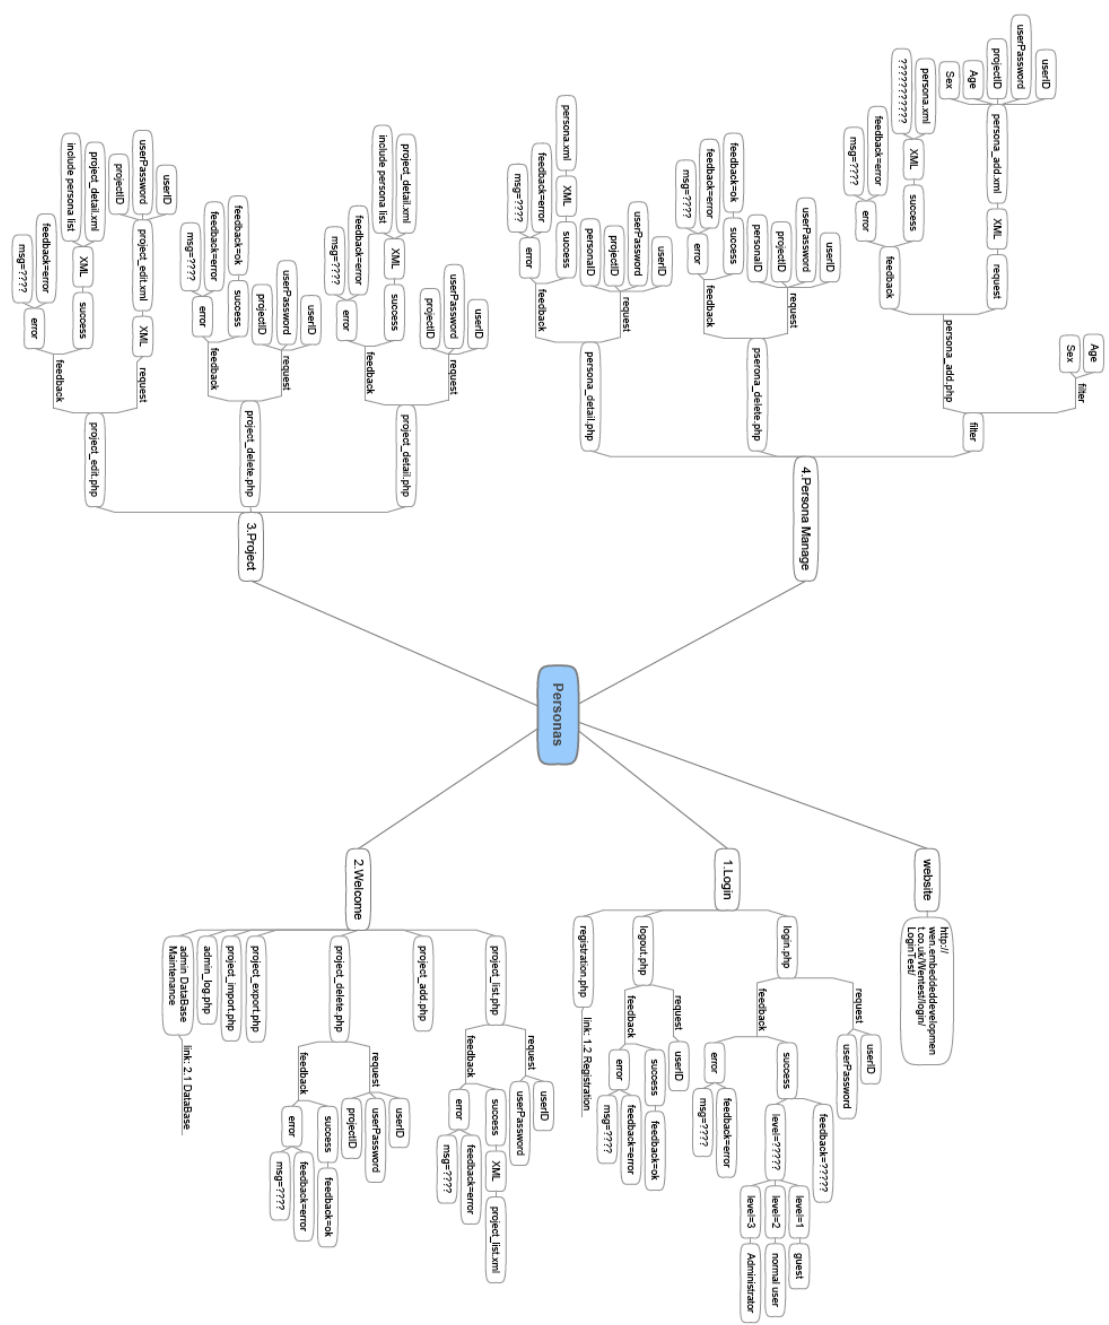 Personas
website
http://
wen.embeddeddevelopmen
t.co.uk/Wentest/login/
LoginTest/
1.Login
login.php
request
userID
userPassword
feedback
success
feedback=?????
level=?????
level=1
guest
level=2
normal user
level=3
Administrator
error
feedback=error
msg=????
logout.php
request
userID
feedback
success
feedback=ok
error
feedback=error
msg=????
registration.php
link: 1.2 Registration
2.Welcome
project_list.php
request
userID
userPassword
feedback
success
XML
project_list.xml
error
feedback=error
msg=????
project_add.php
project_delete.php
request
userID
userPassword
projectID
feedback
success
feedback=ok
error
feedback=error
msg=????
project_export.php
project_import.php
admin_log.php
admin DataBase
Maintenance
link: 2.1 DataBase
4.Persona Manage
filter
filter
Age
Sex
persona_add.php
request
XML
persona_add.xml
userID
userPassword
projectID
Age
Sex
feedback
success
XML
persona.xml
????????????
error
feedback=error
msg=????
pserona_delete.php
request
userID
userPassword
projectID
personaID
feedback
success
feedback=ok
feedback=error
error
msg=????
persona_detail.php
request
userID
userPassword
projectID
personaID
feedback
success
XML
persona.xml
error
feedback=error
msg=????
3.Project
project_detail.php
request
userID
userPassword
projectID
feedback
success
XML
project_detail.xml
include persona list
error
feedback=error
msg=????
project_delete.php
request
userID
userPassword
projectID
feedback
success
feedback=ok
error
feedback=error
msg=????
project_edit.php
request
XML
project_edit.xml
userID
userPassword
projectID
feedback
success
XML
project_detail.xml
include persona list
error
feedback=error
msg=????